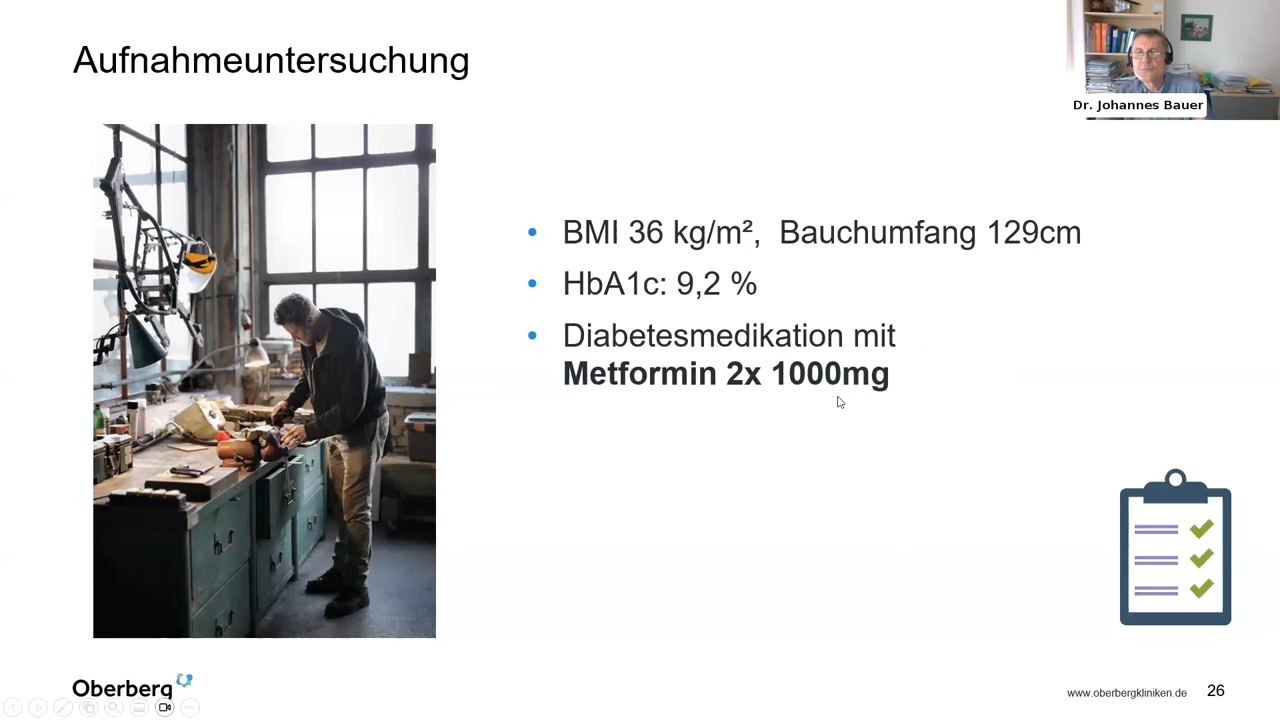 Aufnahmeuntersuchung
Dr. Johannes Bauer
• BMI 36 kg/m², Bauchumfang 129cm
• HbA1c: 9,2 %
• Diabetesmedikation mit
Metformin 2x 1000mg
Oberberg
www.oberbergkliniken.de
26